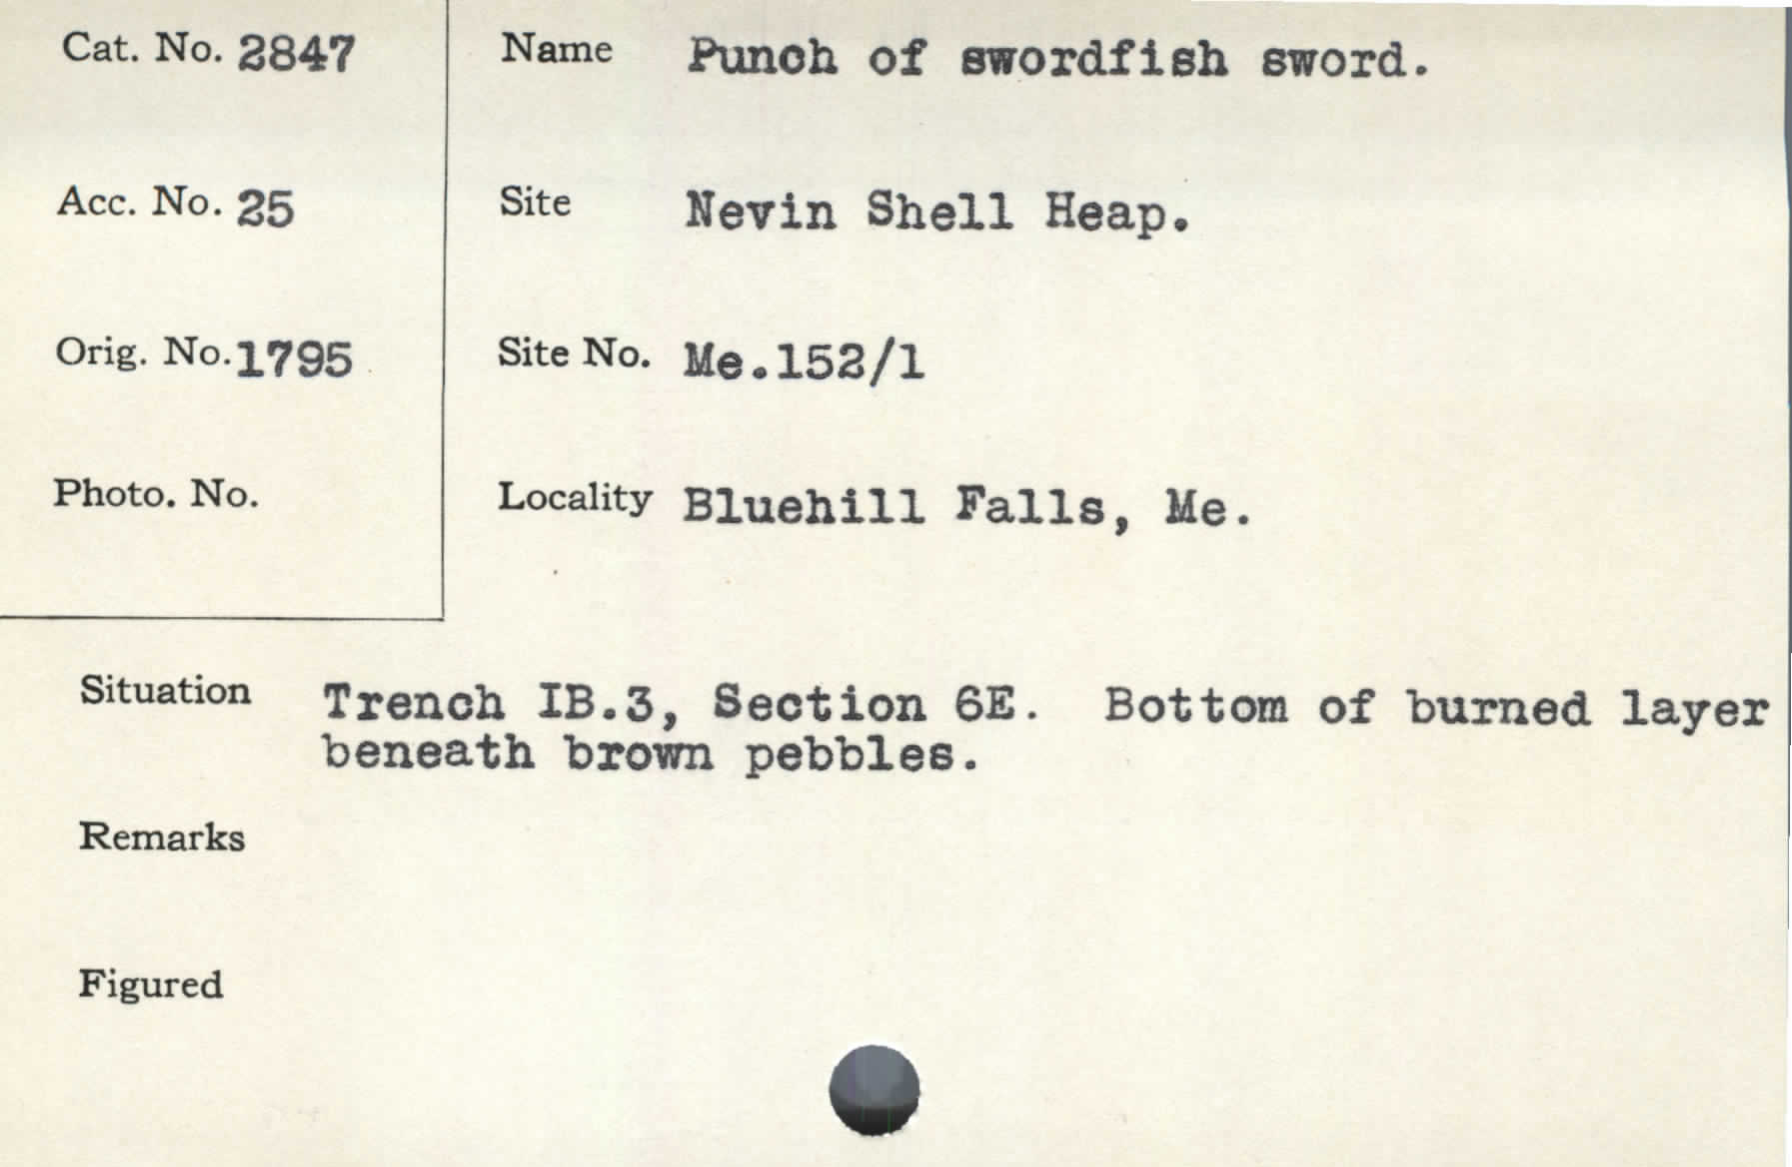 Cat. No. 2847
Name Punch of swordfish sword.
Acc. No. 25
Site Nevin Shell Heap.
Orig. No. 1795
Site No. Me.152/1
Photo. No.
Locality Bluehill Falls, Me.
Situation Trench IB.3, Section 6E. Bottom of burned layer
beneath brown pebbles.
Remarks
Figured